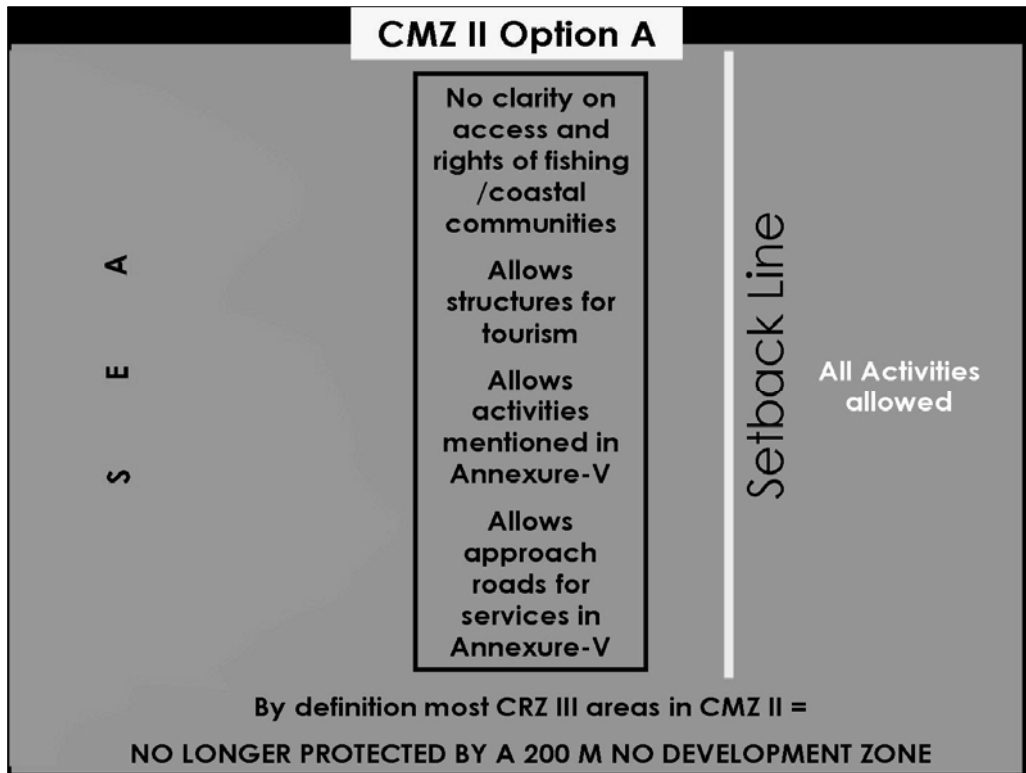 CMZ II Option A
No clarity on
access and
rights of fishing
/coastal
communities
Allows
structures for
tourism
Allows
activities
mentioned in
Annexure-V
Allows
approach
roads for
services in
Annexure-V
SEA
Setback Line
All Activities
allowed
By definition most CRZ III areas in CMZ II =
NO LONGER PROTECTED BY A 200 M NO DEVELOPMENT ZONE